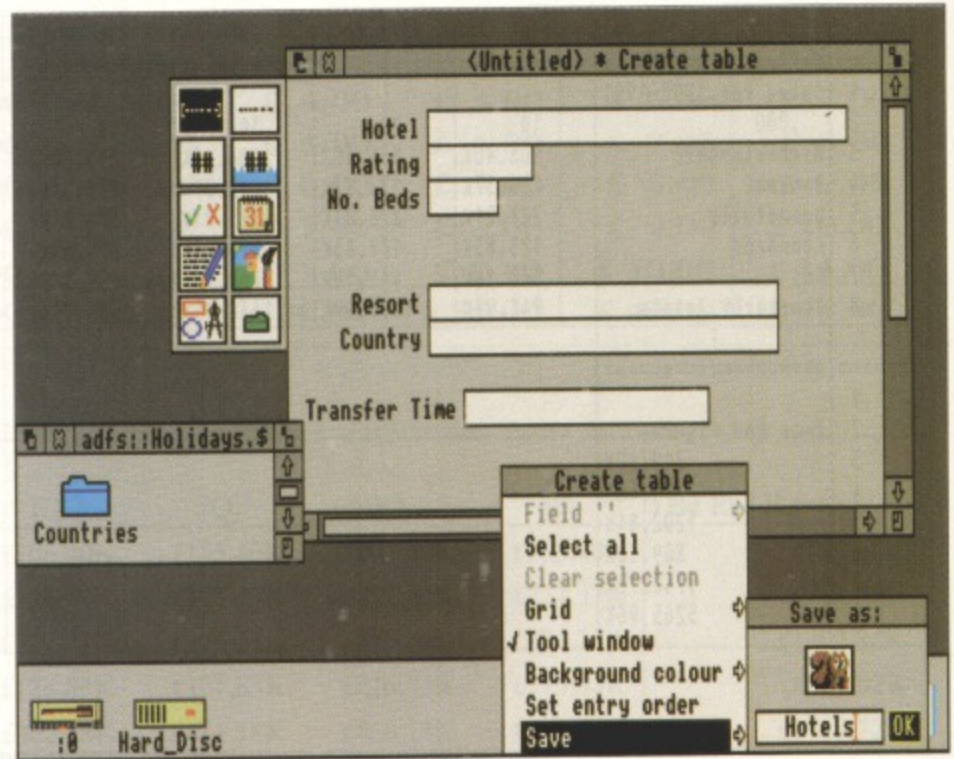 <Untitled> * Create table
Hotel
Rating
No. Beds
31
Resort
Country
Transfer Time
adfs::Holidays.$
Countries
Create table
Field ''
Select all
Clear selection
Grid
√ Tool window
Background colour
Set entry order
Save
Save as:
Hotels
OK
:0
Hard_Disc